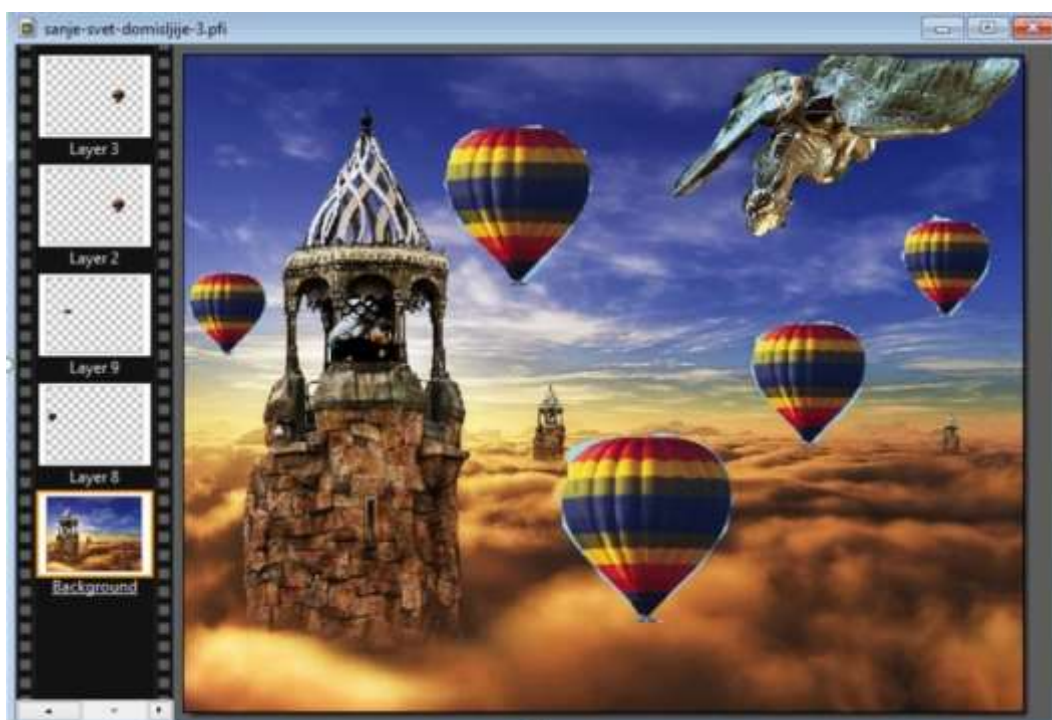 sanje-svet-domisljije-3.pfi
Layer 3
Layer 2
Layer 9
Layer 8
Background